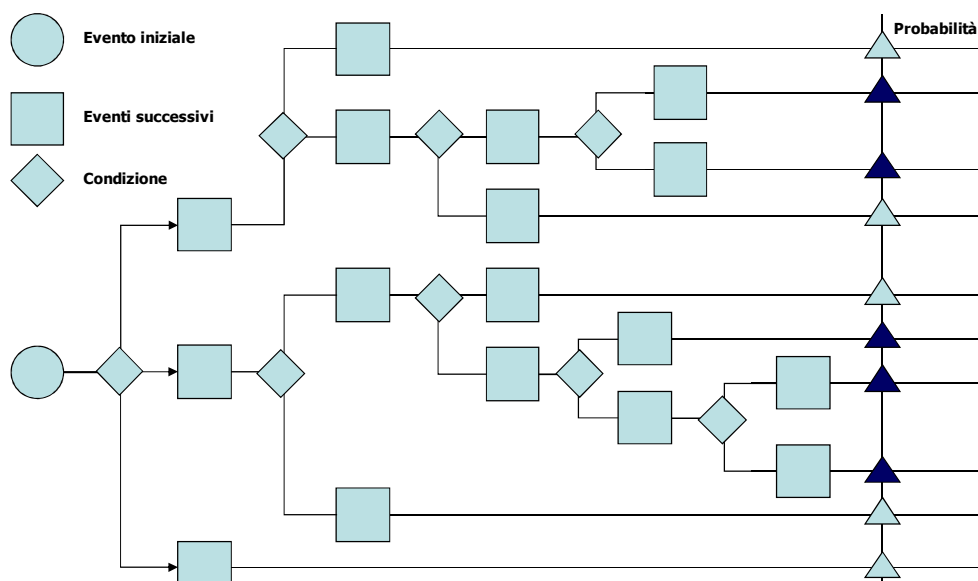 Evento iniziale
Probabilità
Eventi successivi
Condizione